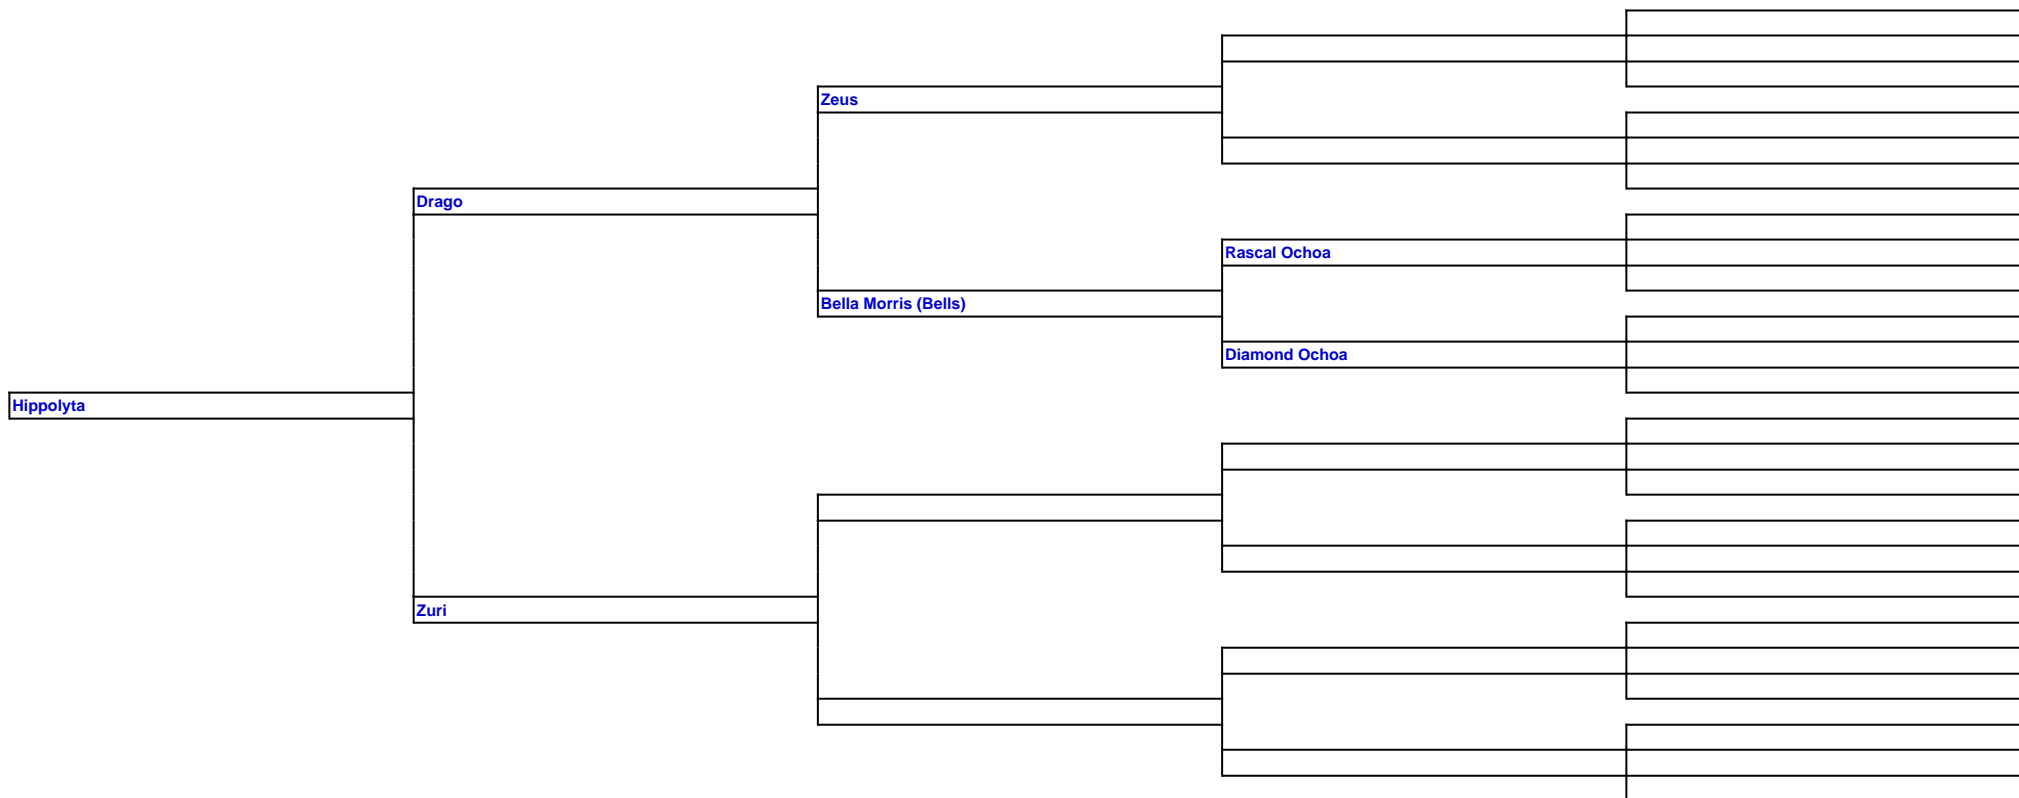 Zeus
Drago
Rascal Ochoa
Bella Morris (Bells)
Diamond Ochoa
Hippolyta
Zuri